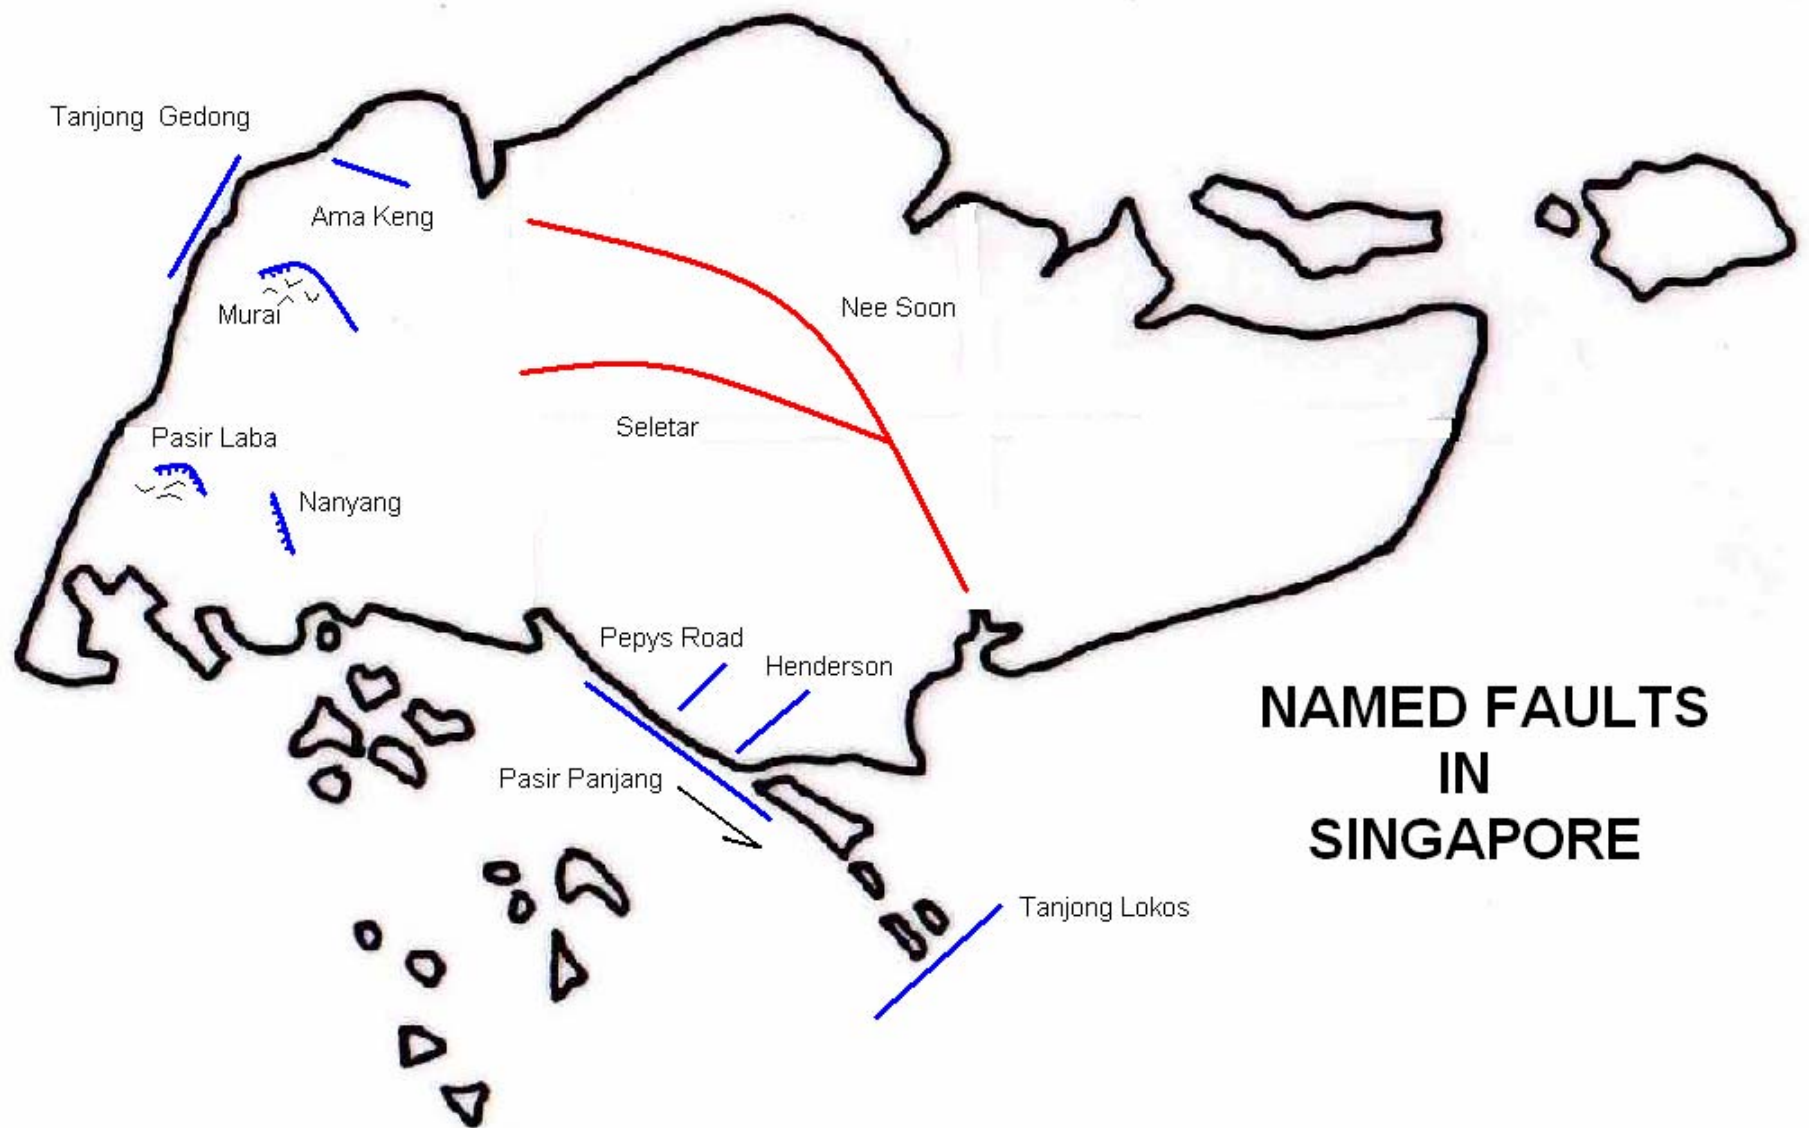 Tanjong Gedong
Ama Keng
Murai
Nee Soon
Pasir Laba
Seletar
Nanyang
Pepys Road
Henderson
Pasir Panjang
Tanjong Lokos
NAMED FAULTS
IN
SINGAPORE